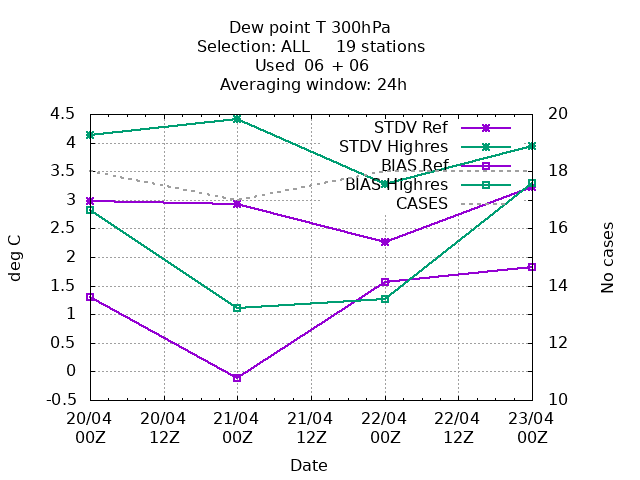 Dew point T 300hPa
Selection: ALL 19 stations
Used 06 + 06
Averaging window: 24h
4.5
4
3.5
3
2.5
2
1.5
1
0.5
0
-0.5
20
18
16
14
12
10
deg C
No cases
STDV Ref
STDV Highres
BIAS Ref
BIAS Highres
CASES
20/04 20/04 21/04 21/04 22/04 22/04 23/04
00Z 12Z 00Z 12Z 00Z 12Z 00Z
Date